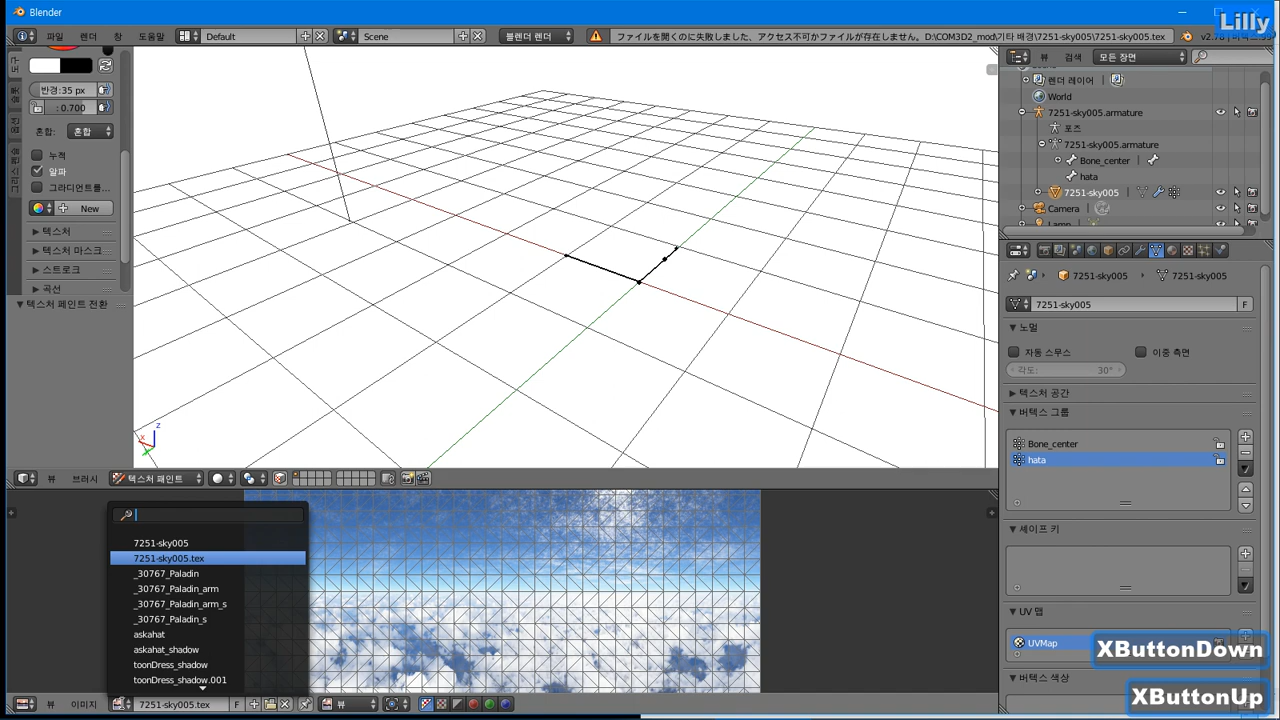 Blender
Lilly
파일
렌더
창
도움말
Default
Scene
블렌더 렌더
ファイルを開くのに失敗しました、アクセス不可かファイルが存在しません。D:\COM3D2_mod\기타 배경\7251-sky005\7251-sky005.tex
뷰
검색
모든 장면
렌더 레이어
World
7251-sky005.armature
포즈
7251-sky005.armature
Bone_center
hata
7251-sky005
Camera
반경:35 px
: 0.700
혼합:
혼합
누적
알파
그라디언트를...
New
텍스처
텍스처 마스크
스트로크
곡선
텍스처 페인트 전환
z
x
7251-sky005
7251-sky005
7251-sky005
F
노멀
자동 스무스
이중 측면
각도:
30°
텍스처 공간
버텍스 그룹
Bone_center
hata
셰이프 키
UV 맵
UVMap
버텍스 색상
뷰
브러시
텍스처 페인트
7251-sky005
7251-sky005.tex
_30767_Paladin
_30767_Paladin_arm
_30767_Paladin_arm_s
_30767_Paladin_s
askahat
askahat_shadow
toonDress_shadow
toonDress_shadow.001
뷰
이미지
7251-sky005.tex
F
뷰
XButtonDown
XButtonUp